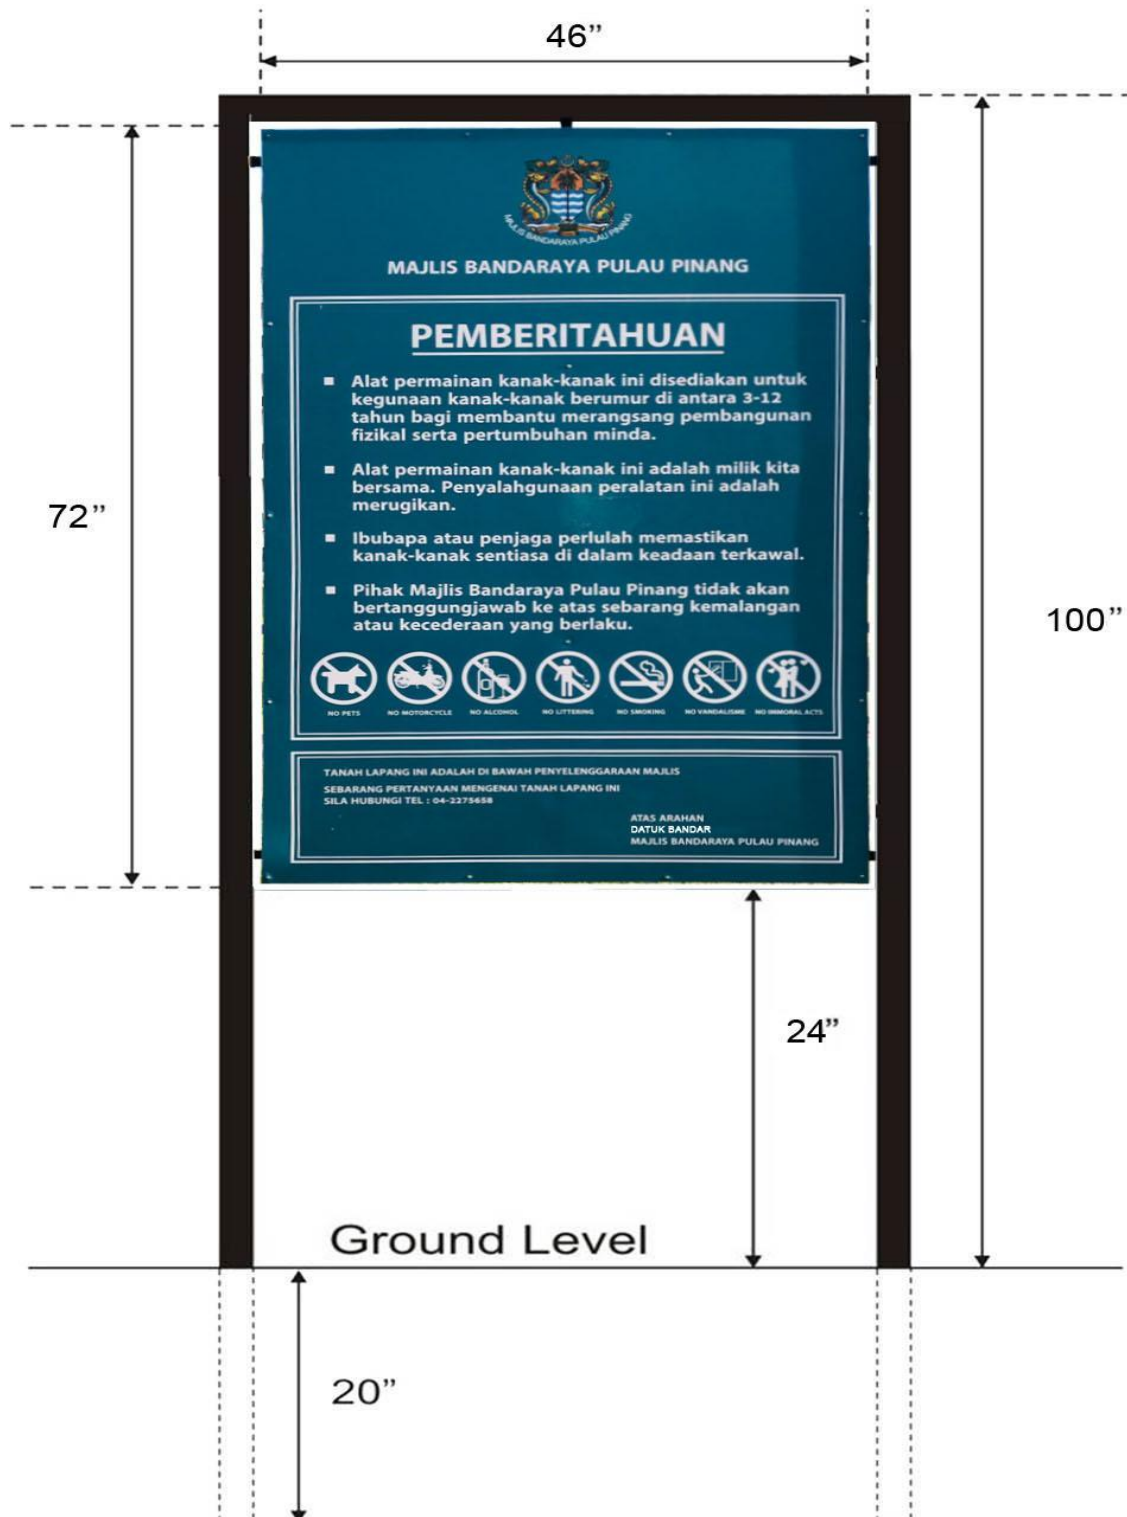 46”
MAJLIS BANDARAYA PULAU PINANG
MAJLIS BANDARAYA PULAU PINANG
PEMBERITAHUAN
▪ Alat permainan kanak-kanak ini disediakan untuk
kegunaan kanak-kanak berumur di antara 3-12
tahun bagi membantu merangsang pembangunan
fizikal serta pertumbuhan minda.
▪ Alat permainan kanak-kanak ini adalah milik kita
bersama. Penyalahgunaan peralatan ini adalah
merugikan.
▪ Ibubapa atau penjaga perlulah memastikan
kanak-kanak sentiasa di dalam keadaan terkawal.
▪ Pihak Majlis Bandaraya Pulau Pinang tidak akan
bertanggungjawab ke atas sebarang kemalangan
atau kecederaan yang berlaku.
NO PETS NO MOTORCYCLE NO ALCOHOL NO LITTERING NO SMOKING NO VANDALISME NO IMMORAL ACTS
TANAH LAPANG INI ADALAH DI BAWAH PENYELENGGARAAN MAJLIS
SEBARANG PERTANYAAN MENGENAI TANAH LAPANG INI
SILA HUBUNGI TEL : 04-2275658
ATAS ARAHAN
DATUK BANDAR
MAJLIS BANDARAYA PULAU PINANG
72”
100”
24”
Ground Level
20”